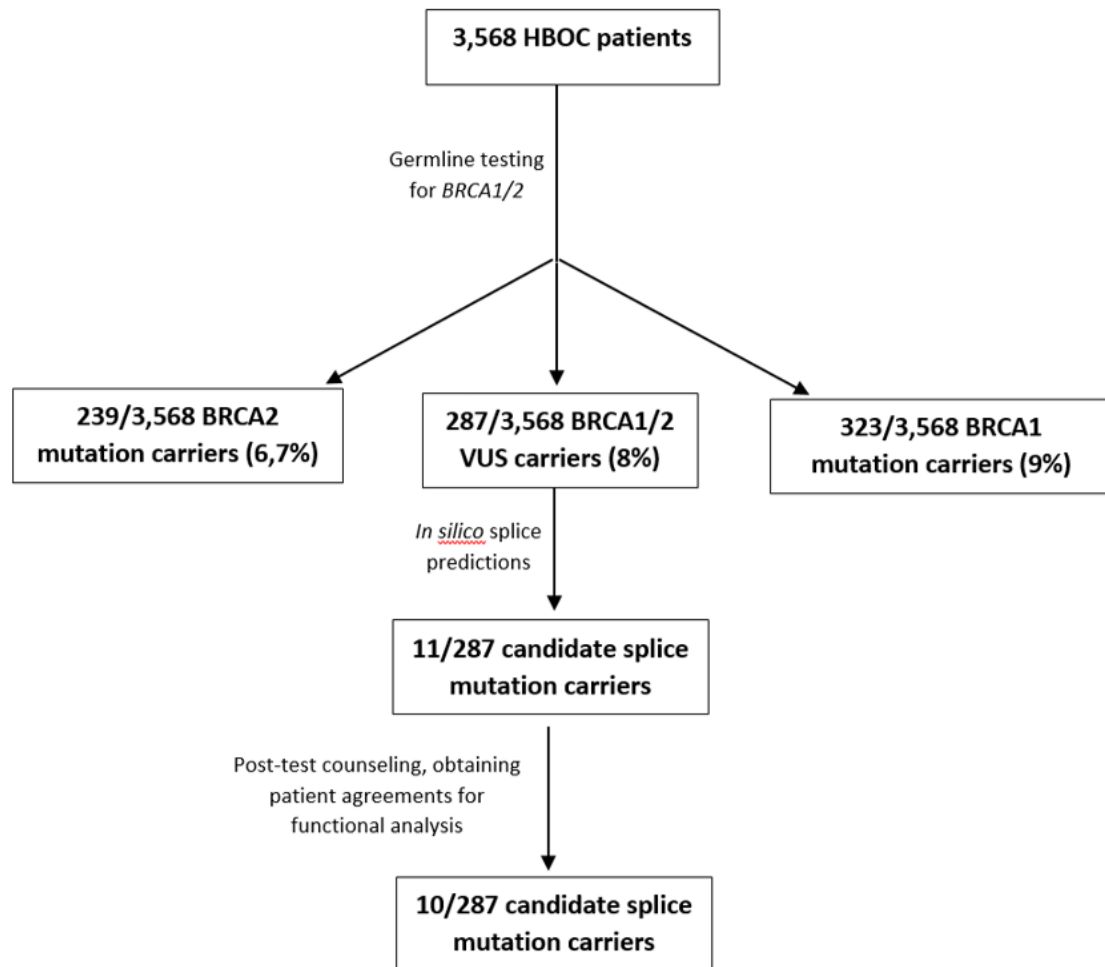 3,568 HBOC patients
Germline testing
for BRCA1/2
239/3,568 BRCA2
mutation carriers (6,7%)
287/3,568 BRCA1/2
VUS carriers (8%)
323/3,568 BRCA1
mutation carriers (9%)
In silico splice
predictions
11/287 candidate splice
mutation carriers
Post-test counseling, obtaining
patient agreements for
functional analysis
10/287 candidate splice
mutation carriers